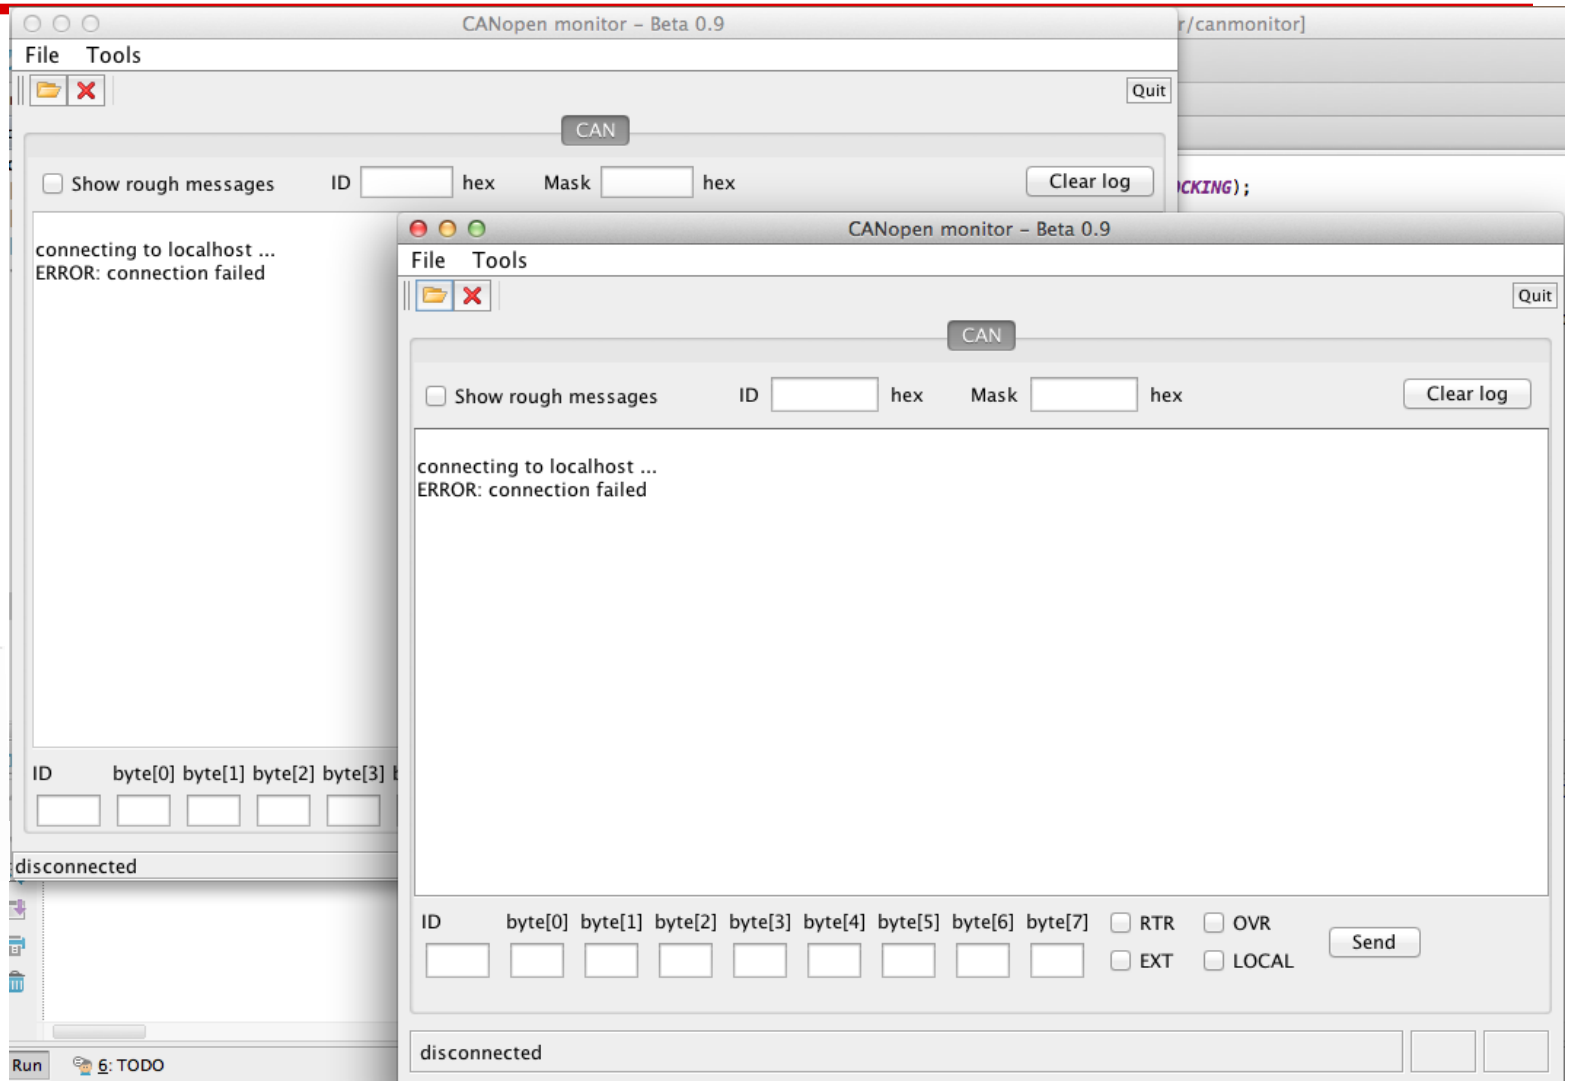 CANopen monitor – Beta 0.9
r/canmonitor]
File Tools
Quit
CAN
Show rough messages ID hex Mask hex Clear log
OCKING);
connecting to localhost ...
ERROR: connection failed
ID byte[0] byte[1] byte[2] byte[3]
disconnected
CANopen monitor – Beta 0.9
File Tools
Quit
CAN
Show rough messages ID hex Mask hex Clear log
connecting to localhost ...
ERROR: connection failed
ID byte[0] byte[1] byte[2] byte[3] byte[4] byte[5] byte[6] byte[7] RTR OVR
Send
EXT LOCAL
disconnected
Run 6: TODO